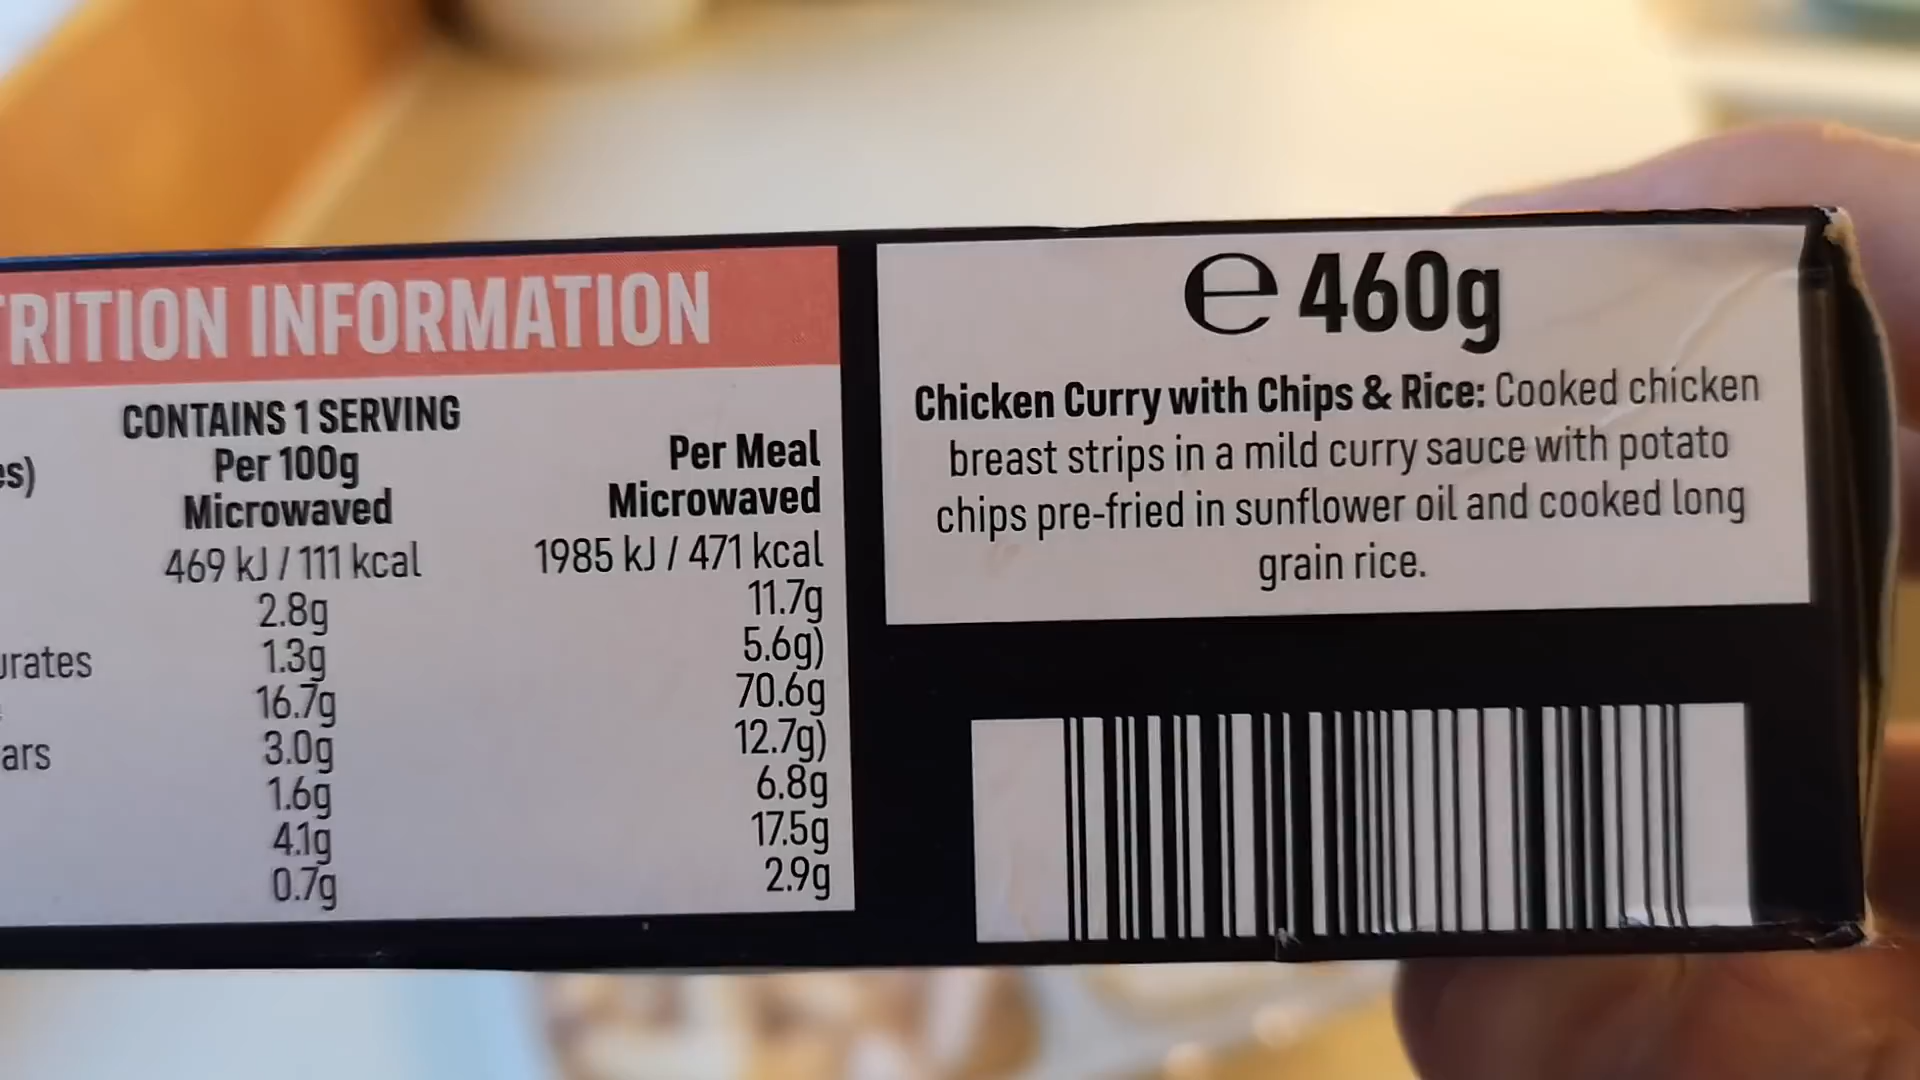 RITION INFORMATION
CONTAINS 1 SERVING
es)
Per 100g
Microwaved
Per Meal
Microwaved
469 kJ / 111 kcal
1985 kJ / 471 kcal
2.8g
11.7g
urates
1.3g
5.6g)
16.7g
70.6g
ars
3.0g
12.7g)
1.6g
6.8g
4.1g
17.5g
0.7g
2.9g
e 460g
Chicken Curry with Chips & Rice: Cooked chicken
breast strips in a mild curry sauce with potato
chips pre-fried in sunflower oil and cooked long
grain rice.